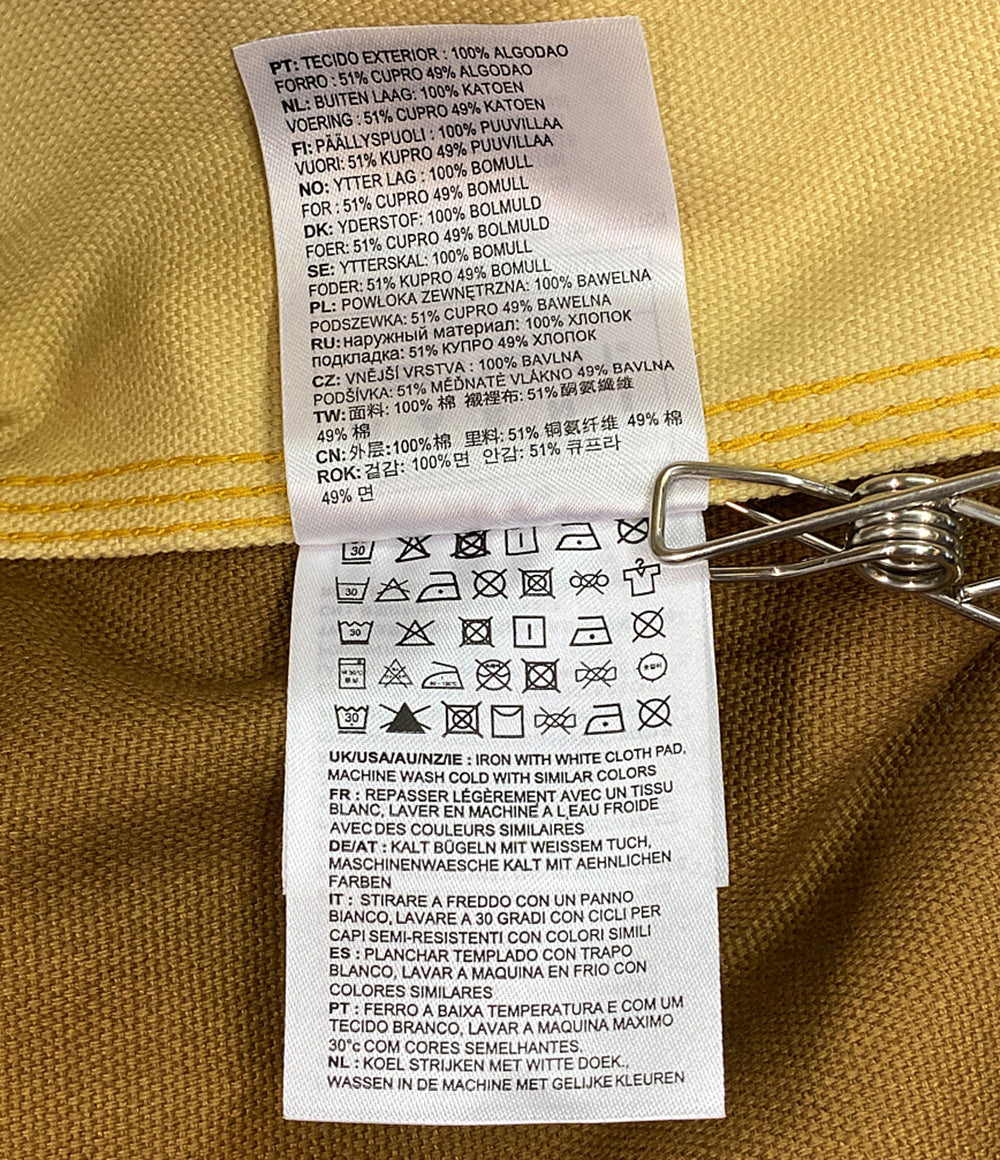 PT: TECIDO EXTERIOR : 100% ALGODAO
FORRO : 51% CUPRO 49% ALGODAO
NL: BUITEN LAAG: 100% KATOEN
VOERING : 51% CUPRO 49% KATOEN
FI: PÄÄLLYSPUOLI : 100% PUUVILLAA
VUORI: 51% KUPRO 49% PUUVILLAA
NO: YTTER LAG : 100% BOMULL
FOR : 51% CUPRO 49% BOMULL
DK: YDERSTOF: 100% BOLMULD
FOER: 51% CUPRO 49% BOLMULD
SE: YTTERSKAL: 100% BOMULL
FODER: 51% KUPRO 49% BOMULL
PL: POWŁOKA ZEWNĘTRZNA: 100% BAWELNA
PODSZEWKA: 51% CUPRO 49% BAWELNA
RU: наружный материал: 100% ХЛОПОК
подкладка: 51% КУПРО 49% ХЛОПОК
CZ: VNĚJŠÍ VRSTVA : 100% BAVLNA
PODŠÍVKA: 51% MĚĎNATÉ VLÁKNO 49% BAVLNA
TW: 面料: 100% 棉 襯裡布: 51% 酮氨纖維
49% 棉
CN: 外层:100%棉 里料: 51% 铜氨纤维 49% 棉
ROK: 겉감: 100%면 안감: 51% 큐프라
49% 면
30
30
30
30
UK/USA/AU/NZ/IE : IRON WITH WHITE CLOTH PAD,
MACHINE WASH COLD WITH SIMILAR COLORS
FR : REPASSER LÉGÈREMENT AVEC UN TISSU
BLANC, LAVER EN MACHINE A L,EAU FROIDE
AVEC DES COULEURS SIMILAIRES
DE/AT : KALT BÜGELN MIT WEISSEM TUCH,
MASCHINENWAESCHE KALT MIT AEHNLICHEN
FARBEN
IT : STIRARE A FREDDO CON UN PANNO
BIANCO, LAVARE A 30 GRADI CON CICLI PER
CAPI SEMI-RESISTENTI CON COLORI SIMILI
ES : PLANCHAR TEMPLADO CON TRAPO
BLANCO, LAVAR A MAQUINA EN FRIO CON
COLORES SIMILARES
PT : FERRO A BAIXA TEMPERATURA E COM UM
TECIDO BRANCO, LAVAR A MAQUINA MAXIMO
30°c COM CORES SEMELHANTES
NL : KOEL STRIJKEN MET WITTE DOEK.,
WASSEN IN DE MACHINE MET GELIJKE KLEUREN